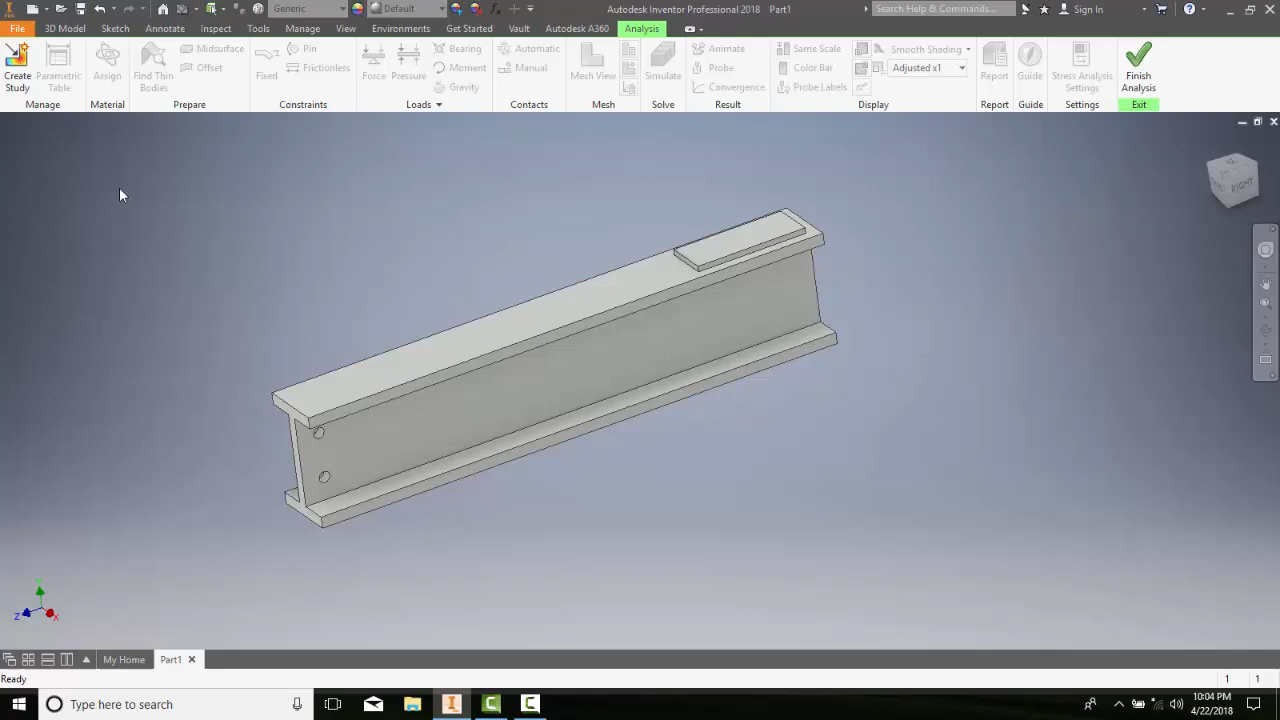 Generic
Default
Autodesk Inventor Professional 2018   Part1
Search Help & Commands...
Sign In
File
3D Model
Sketch
Annotate
Inspect
Tools
Manage
View
Environments
Get Started
Vault
Autodesk A360
Analysis
Create Study
Parametric Table
Assign
Find Thin Bodies
Midsurface
Offset
Fixed
Pin
Frictionless
Force
Pressure
Bearing
Moment
Gravity
Automatic
Manual
Mesh View
Simulate
Animate
Probe
Convergence
Same Scale
Color Bar
Probe Labels
Smooth Shading
Adjusted x1
Report
Guide
Stress Analysis Settings
Finish Analysis
Manage
Material
Prepare
Constraints
Loads
Contacts
Mesh
Solve
Result
Display
Report
Guide
Settings
Exit
RIGHT
Y
Z
X
My Home
Part1
Ready
1
1
Type here to search
10:04 PM
4/22/2018